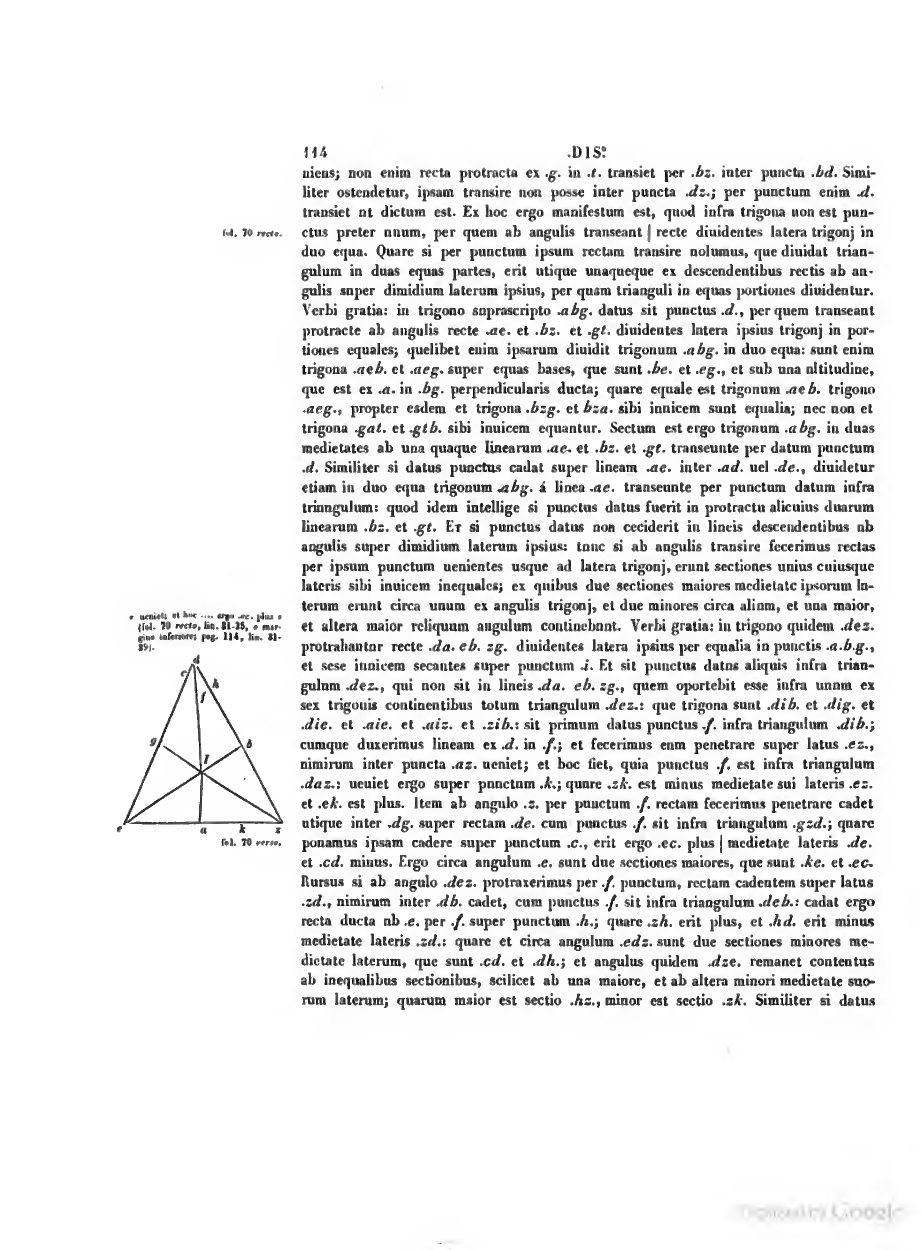 114 .DIS?
uiens; non enim recta protracta ex .g. in .t. transiet per .bz. inter puncta .bd. Simi-
liter ostendetur, ipsam transire non posse inter puncta .dz.; per punctum enim .d.
transiet ut dictum est. Ex hoc ergo manifestum est, quod infra trigona non est pun-
fol. 70 recto.
ctus preter unum, per quem ab angulis transeant | recte diuidentes latera trigonj in
duo equa. Quare si per punctum ipsum rectam transire nolumus, que diuidat trian-
gulum in duas equas partes, erit utique unaqueque ex descendentibus rectis ab an-
gulis super dimidium laterum ipsius, per quam trianguli in equas portiones diuidentur.
Verbi gratia: in trigono suprascripto .abg. datus sit punctus .d., per quem transeant
protracte ab angulis recte .ae. et .bz. et .gt. diuidentes latera ipsius trigonj in por-
tiones equales; quelibet enim ipsarum diuidit trigonum .abg. in duo equa: sunt enim
trigona .aeb. et .aeg. super equas bases, que sunt .be. et .eg., et sub una altitudine,
que est ex .a. in .bg. perpendicularis ducta; quare equale est trigonum .aeb. trigono
.aeg., propter eadem et trigona .bzg. et bza. sibi inuicem sunt equalia; nec non et
trigona .gat. et .gtb. sibi inuicem equantur. Sectum est ergo trigonum .abg. in duas
medietates ab una quaque linearum .ae. et .bz. et .gt. transeunte per datum punctum
.d. Similiter si datus punctus cadat super lineam .ae. inter .ad. uel .de., diuidetur
etiam in duo equa trigonum .abg. á linea .ae. transeunte per punctum datum infra
triangulum: quod idem intellige si punctus datus fuerit in protractu alicuius duarum
linearum .bz. et .gt. Et si punctus datus non ceciderit in lineis descendentibus ab
angulis super dimidium laterum ipsius: tunc si ab angulis transire fecerimus rectas
per ipsum punctum uenientes usque ad latera trigonj, erunt sectiones unius cuiusque
lateris sibi inuicem inequales; ex quibus due sectiones maiores medietate ipsorum la-
terum erunt circa unum ex angulis trigonj, et due minores circa alium, et una maior,
et altera maior reliquum angulum continebunt. Verbi gratia: in trigono quidem .dez.
protrahantur recte .da. eb. zg. diuidentes latera ipsius per equalia in punctis .a.b.g.,
et sese inuicem secantes super punctum .i. Et sit punctus datus aliquis infra trian-
gulum .dez., qui non sit in lineis .da. eb. zg., quem oportebit esse infra unum ex
sex trigonis continentibus totum triangulum .dez.: que trigona sunt .dib. et .dig. et
.die. et .aie. et .aiz. et .zib.: sit primum datus punctus .f. infra triangulum .dib.;
cumque duxerimus lineam ex .d. in .f.; et fecerimus eam penetrare super latus .ez.,
nimirum inter puncta .az. ueniet; et hoc fiet, quia punctus .f. est infra triangulum
.daz.: ueuiet ergo super punctum .k.; quare .zk. est minus medietate sui lateris .ez.
et .ek. est plus. Item ab angulo .z. per punctum .f. rectam fecerimus penetrare cadet
utique inter .dg. super rectam .de. cum punctus .f. sit infra triangulum .gzd.; quare
ponamus ipsam cadere super punctum .c., erit ergo .ec. plus | medietate lateris .de.
et .cd. minus. Ergo circa angulum .e. sunt due sectiones maiores, que sunt .ke. et .ec.
Rursus si ab angulo .dez. protraxerimus per .f. punctum, rectam cadentem super latus
.zd., nimirum inter .db. cadet, cum punctus .f. sit infra triangulum .deb.: cadat ergo
recta ducta ab .e. per .f. super punctum .h.; quare .zh. erit plus, et .hd. erit minus
medietate lateris .zd.: quare et circa angulum .edz. sunt due sectiones minores me-
dietate laterum, que sunt .cd. et .dh.; et angulus quidem .dze. remanet contentus
ab inequalibus sectionibus, scilicet ab una maiore, et ab altera minori medietate suo-
rum laterum; quarum maior est sectio .hz., minor est sectio .zk. Similiter si datus
« ueniet; et hoc .... ergo .ec. plus »
(fol. 70 recto, lin. 31-35, e mar-
gine inferiore; pag. 114, lin. 31-
39).
d
c h
f
g b
I
e a k z
fol. 70 verso.
Digitized by Google